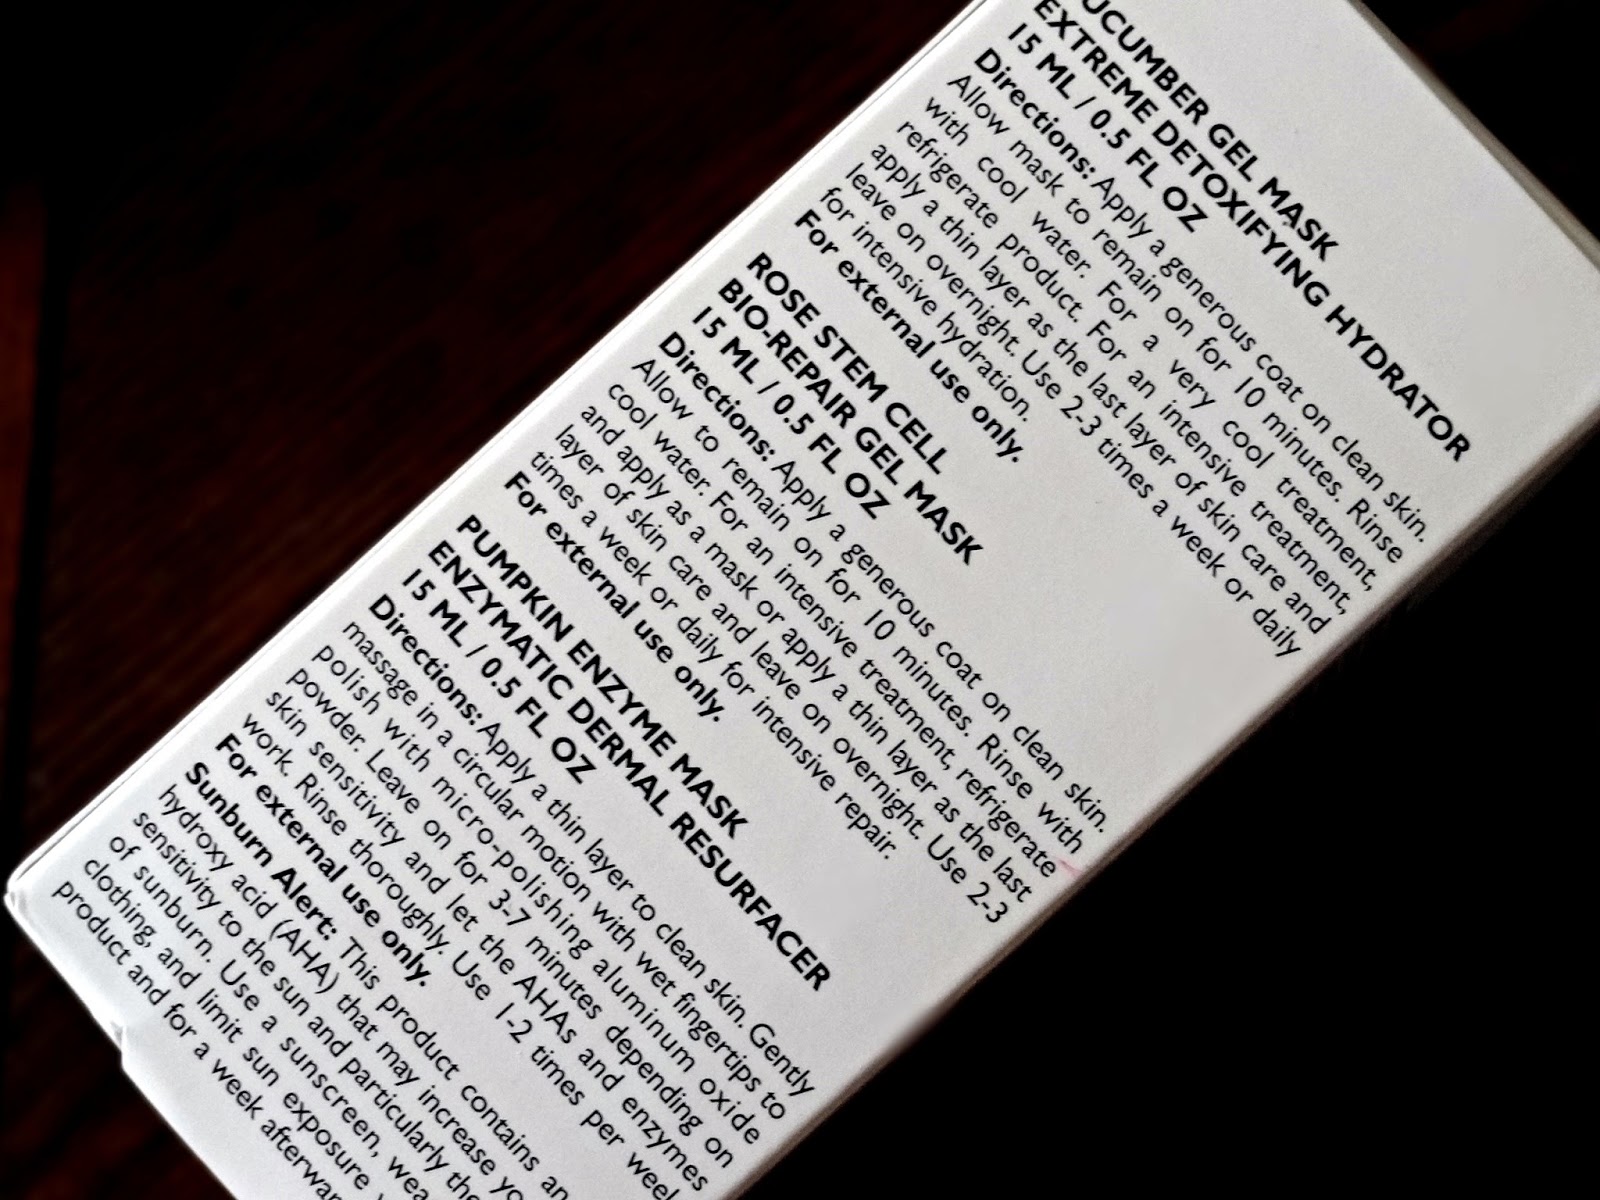 UCUMBER GEL MASK
EXTREME DETOXIFYING HYDRATOR
15 ML / 0.5 FL OZ
Directions: Apply a generous coat on clean skin.
Allow mask to remain on for 10 minutes. Rinse
with cool water. For a very cool treatment,
refrigerate product. For an intensive treatment,
apply a thin layer as the last layer of skin care and
leave on overnight. Use 2-3 times a week or daily
for intensive hydration.
For external use only.
ROSE STEM CELL
BIO-REPAIR GEL MASK
15 ML / 0.5 FL OZ
Directions: Apply a generous coat on clean skin.
Allow to remain on for 10 minutes. Rinse with
cool water. For an intensive treatment, refrigerate
and apply as a mask or apply a thin layer as the last
layer of skin care and leave on overnight. Use 2-3
times a week or daily for intensive repair.
For external use only.
PUMPKIN ENZYME MASK
ENZYMATIC DERMAL RESURFACER
15 ML / 0.5 FL OZ
Directions: Apply a thin layer to clean skin. Gently
massage in a circular motion with wet fingertips to
polish with micro-polishing aluminum oxide
powder. Leave on for 3-7 minutes depending on
skin sensitivity and let the AHAs and enzymes
work. Rinse thoroughly. Use 1-2 times per week
For external use only.
Sunburn Alert: This product contains an
hydroxy acid (AHA) that may increase yo
sensitivity to the sun and particularly the
of sunburn. Use a sunscreen, wea
clothing, and limit sun exposure
product and for a week afterwar